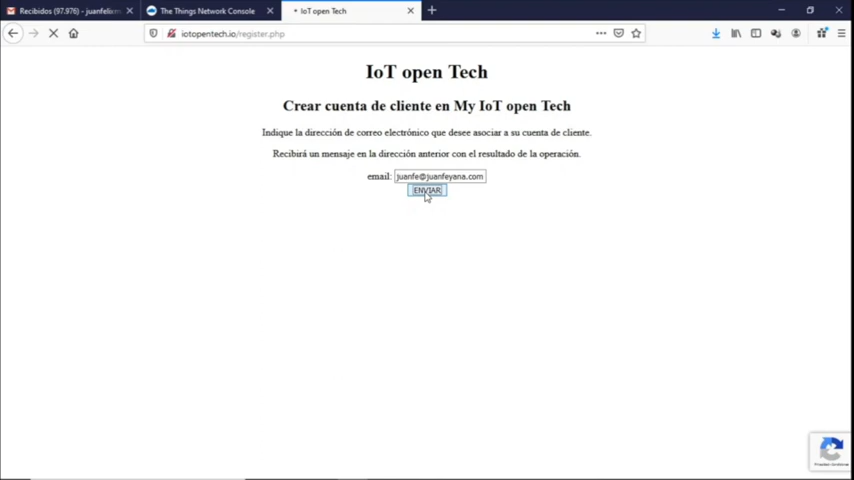 Recibidos (97.976) - juanfelix
The Things Network Console
IoT open Tech
iotopentech.io/register.php
IoT open Tech
Crear cuenta de cliente en My IoT open Tech
Indique la dirección de correo electrónico que desee asociar a su cuenta de cliente.
Recibirá un mensaje en la dirección anterior con el resultado de la operación.
email: juanfe@juanfeyana.com
ENVIAR